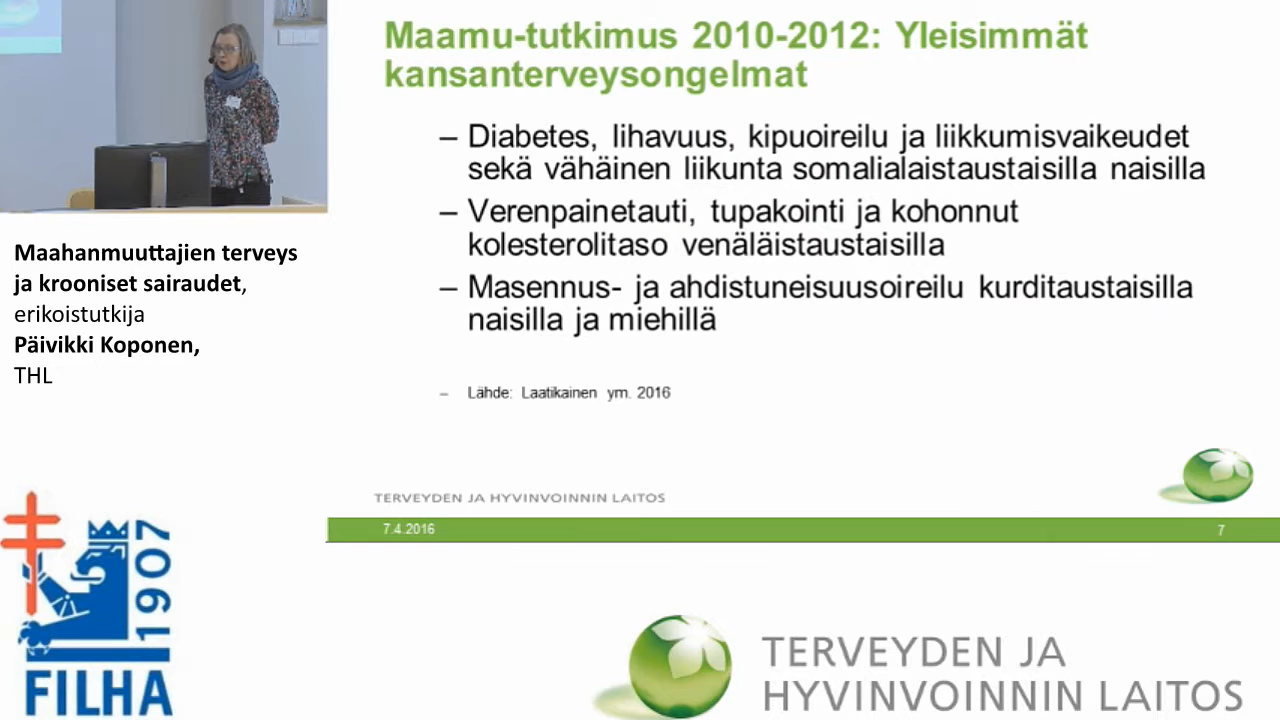 Maamu-tutkimus 2010-2012: Yleisimmät
kansanterveysongelmat
– Diabetes, lihavuus, kipuoireilu ja liikkumisvaikeudet
sekä vähäinen liikunta somalialaistaustaisilla naisilla
– Verenpainetauti, tupakointi ja kohonnut
kolesterolitaso venäläistaustaisilla
– Masennus- ja ahdistuneisuusoireilu kurditaustaisilla
naisilla ja miehillä
– Lähde: Laatikainen ym. 2016
TERVEYDEN JA HYVINVOINNIN LAITOS
7.4.2016 7
Maahanmuuttajien terveys
ja krooniset sairaudet,
erikoistutkija
Päivikki Koponen,
THL
1907
FILHA
TERVEYDEN JA
HYVINVOINNIN LAITOS